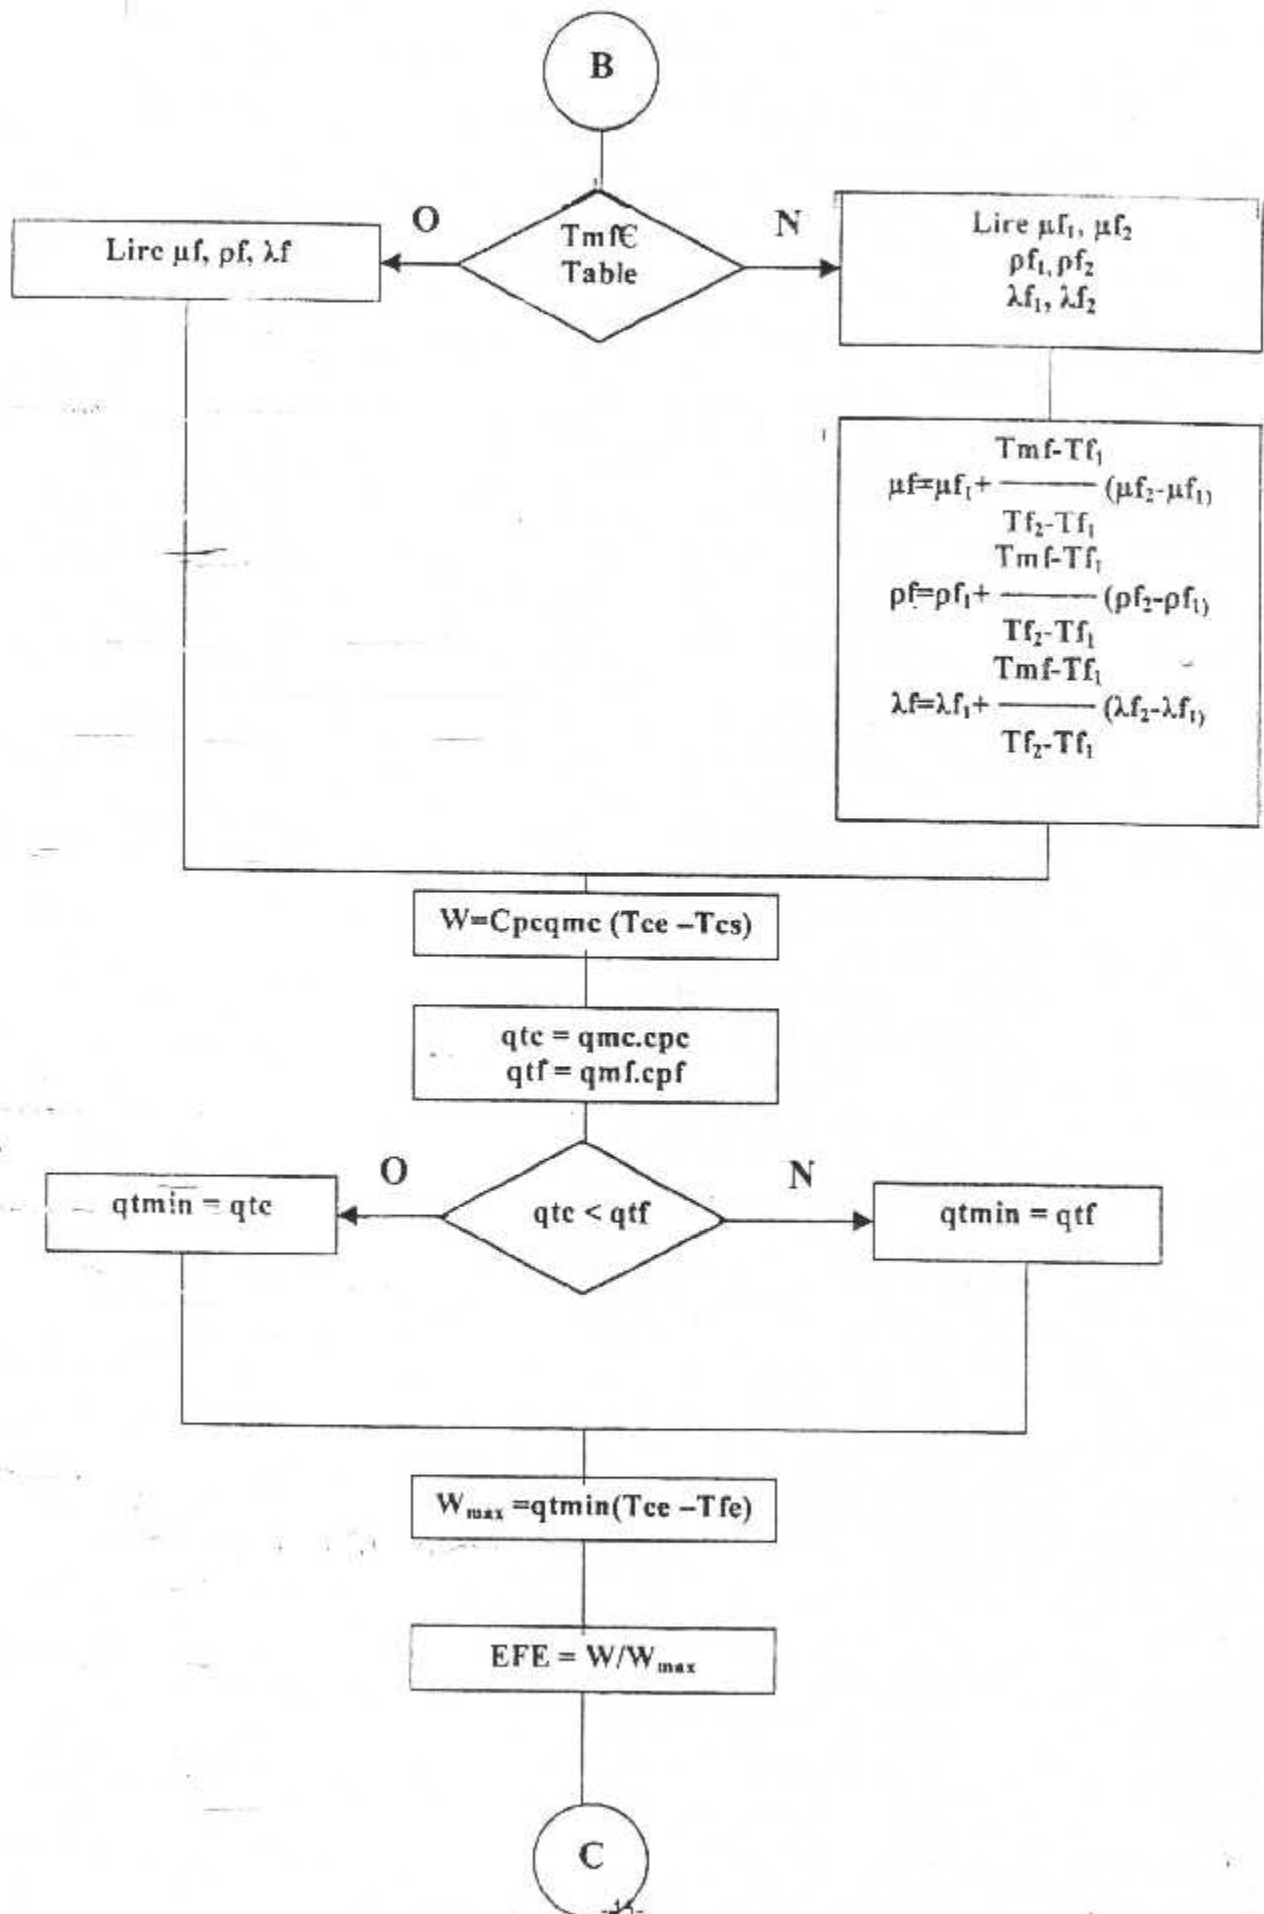 B
O
N
Tmf€
Table
Lire μf, ρf, λf
Lire μf₁, μf₂
ρf₁, ρf₂
λf₁, λf₂
Tmf-Tf₁
μf=μf₁+ ——— (μf₂-μf₁)
Tf₂-Tf₁
Tmf-Tf₁
ρf=ρf₁+ ——— (ρf₂-ρf₁)
Tf₂-Tf₁
Tmf-Tf₁
λf=λf₁+ ——— (λf₂-λf₁)
Tf₂-Tf₁
W=Cpcqmc (Tce –Tcs)
qtc = qmc.cpc
qtf = qmf.cpf
O
N
qtmin = qtc
qtc < qtf
qtmin = qtf
Wmax =qtmin(Tce –Tfe)
EFE = W/Wmax
C